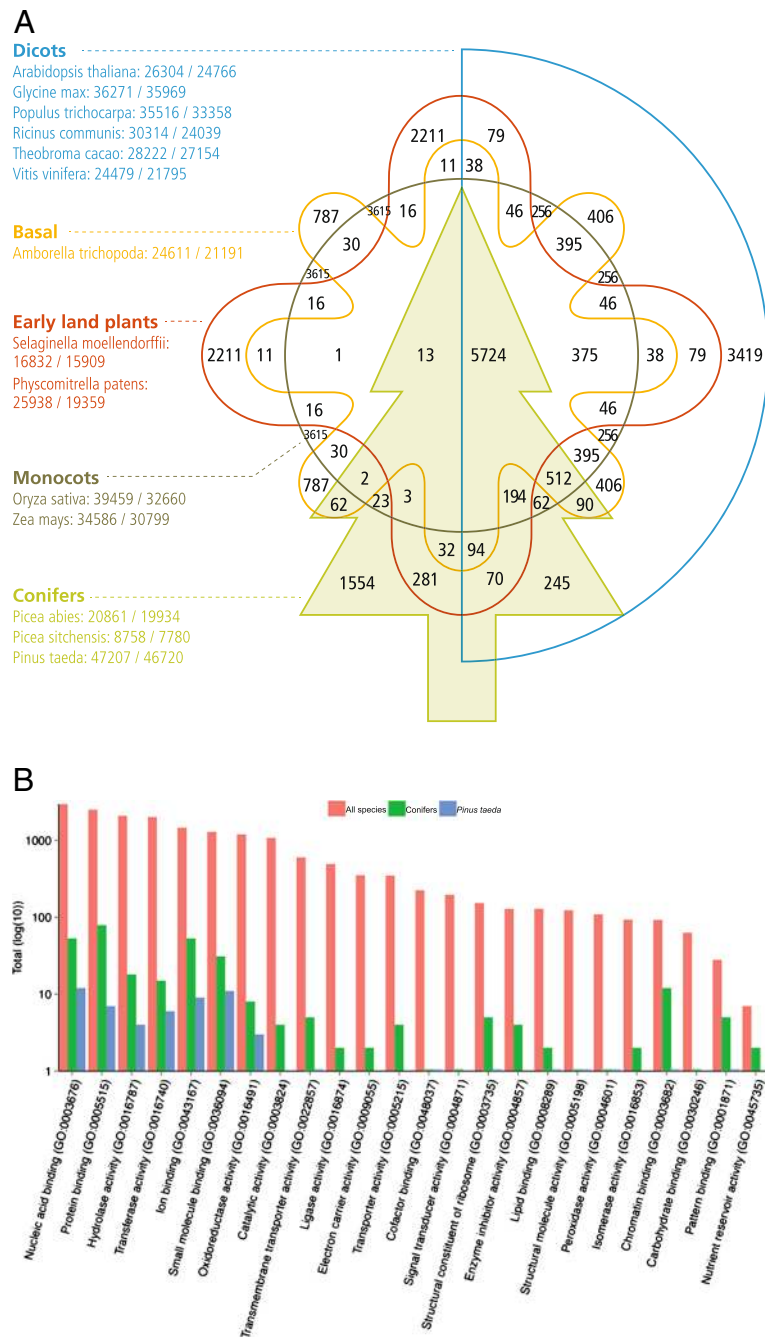 A
Dicots
Arabidopsis thaliana: 26304 / 24766
Glycine max: 36271 / 35969
Populus trichocarpa: 35516 / 33358
Ricinus communis: 30314 / 24039
Theobroma cacao: 28222 / 27154
Vitis vinifera: 24479 / 21795
Basal
Amborella trichopoda: 24611 / 21191
Early land plants
Selaginella moellendorffii:
16832 / 15909
Physcomitrella patens:
25938 / 19359
Monocots
Oryza sativa: 39459 / 32660
Zea mays: 34586 / 30799
Conifers
Picea abies: 20861 / 19934
Picea sitchensis: 8758 / 7780
Pinus taeda: 47207 / 46720
2211 79
11 38
787 3615 16 46 256 406
30 395
3615 256
16 46
2211 11 1 13 5724 375 38 79 3419
16 46
3615 256
30 395
787 2 512 406
62 23 3 194 62 90
32 94
1554 281 70 245
B
All species Conifers Pinus taeda
Total (log(10))
1000
100
10
1
Nucleic acid binding (GO:0003676)
Protein binding (GO:0005515)
Hydrolase activity (GO:0016787)
Transferase activity (GO:0016740)
Ion binding (GO:0043167)
Small molecule binding (GO:0036094)
Oxidoreductase activity (GO:0016491)
Catalytic activity (GO:0003824)
Transmembrane transporter activity (GO:0022857)
Ligase activity (GO:0016874)
Electron carrier activity (GO:0009055)
Transporter activity (GO:0005215)
Cofactor binding (GO:0048037)
Signal transducer activity (GO:0004871)
Structural constituent of ribosome (GO:0003735)
Enzyme inhibitor activity (GO:0004857)
Lipid binding (GO:0008289)
Structural molecule activity (GO:0005198)
Peroxidase activity (GO:0004601)
Isomerase activity (GO:0016853)
Chromatin binding (GO:0003682)
Carbohydrate binding (GO:0030246)
Pattern binding (GO:0001871)
Nutrient reservoir activity (GO:0045735)